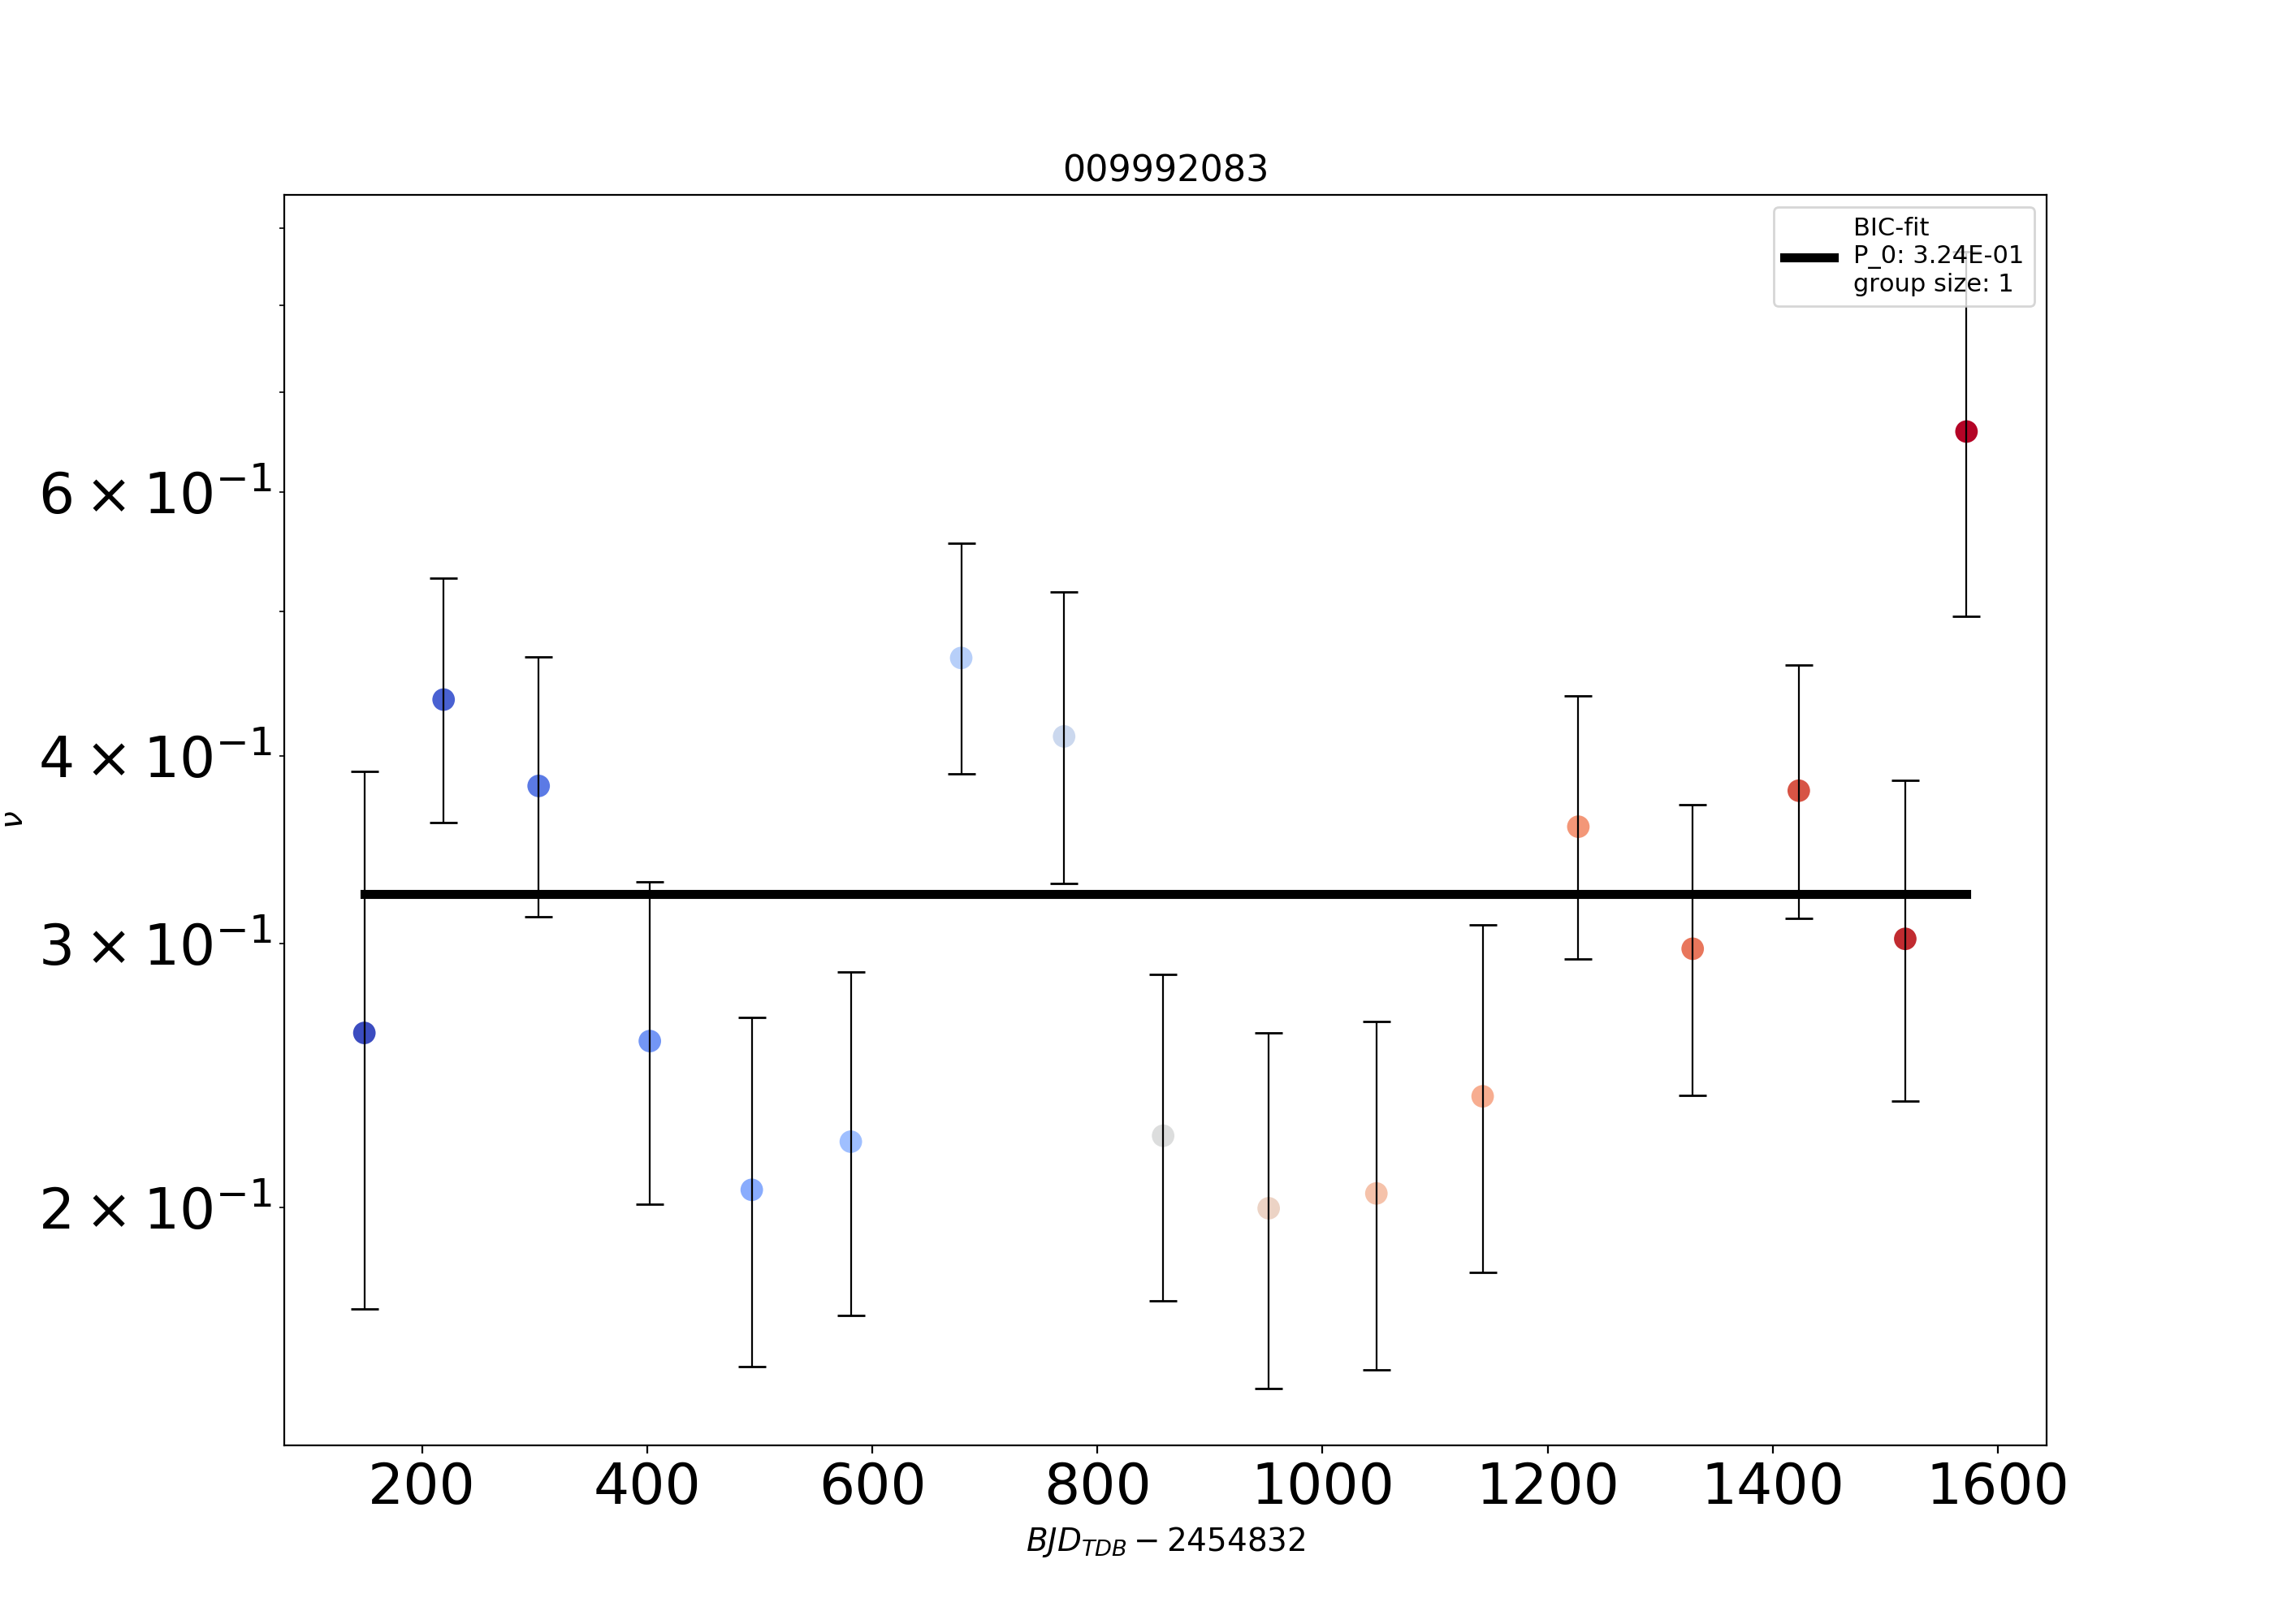 009992083
BIC-fit
P_0: 3.24E-01
group size: 1
6 × 10⁻¹
4 × 10⁻¹
3 × 10⁻¹
2 × 10⁻¹
ν
200 400 600 800 1000 1200 1400 1600
BJD_TDB − 2454832